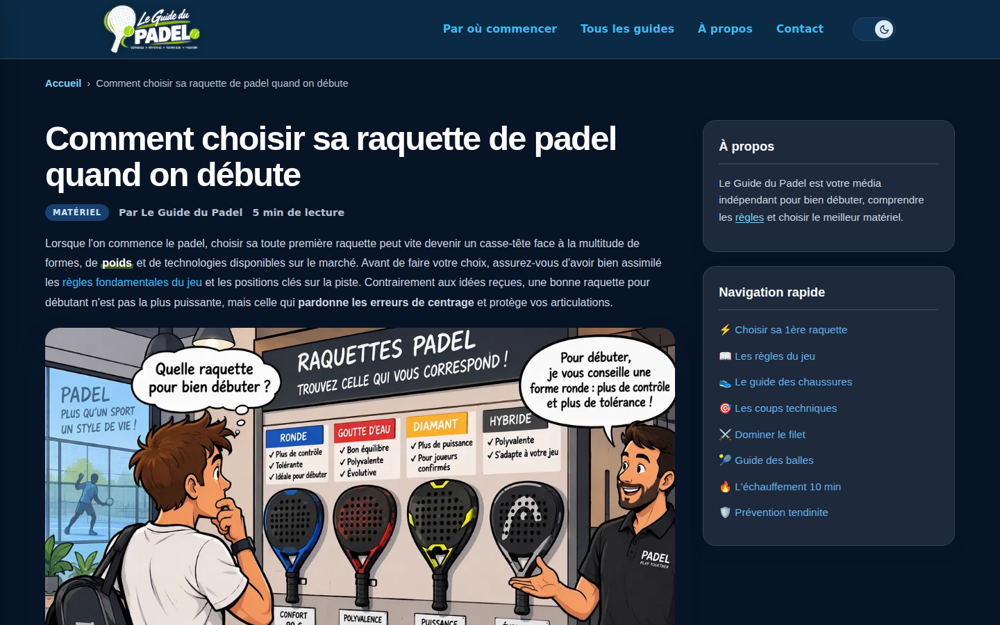 Le Guide du
PADEL
Par où commencer
Tous les guides
À propos
Contact
Accueil › Comment choisir sa raquette de padel quand on débute
Comment choisir sa raquette de padel
quand on débute
MATÉRIEL
Par Le Guide du Padel
5 min de lecture
Lorsque l'on commence le padel, choisir sa toute première raquette peut vite devenir un casse-tête face à la multitude de
formes, de poids et de technologies disponibles sur le marché. Avant de faire votre choix, assurez-vous d'avoir bien assimilé
les règles fondamentales du jeu et les positions clés sur la piste. Contrairement aux idées reçues, une bonne raquette pour
débutant n'est pas la plus puissante, mais celle qui pardonne les erreurs de centrage et protège vos articulations.
Quelle raquette
pour bien débuter ?
RAQUETTES PADEL
TROUVEZ CELLE QUI VOUS CORRESPOND !
Pour débuter,
je vous conseille une
forme ronde : plus de contrôle
et plus de tolérance !
PADEL
PLUS QU'UN SPORT
UN STYLE DE VIE !
RONDE
✓ Plus de contrôle
✓ Tolérante
✓ Idéale pour débuter
GOUTTE D'EAU
✓ Bon équilibre
✓ Polyvalente
✓ Évolutive
DIAMANT
✓ Plus de puissance
✓ Pour joueurs
confirmés
HYBRIDE
✓ Polyvalente
✓ S'adapte à votre jeu
PADEL
PLAY TOGETHER
CONFORT
POLYVALENCE
PUISSANCE
À propos
Le Guide du Padel est votre média
indépendant pour bien débuter, comprendre
les règles et choisir le meilleur matériel.
Navigation rapide
⚡ Choisir sa 1ère raquette
📖 Les règles du jeu
👟 Le guide des chaussures
🎯 Les coups techniques
⚔️ Dominer le filet
🎾 Guide des balles
🔥 L'échauffement 10 min
🛡️ Prévention tendinite